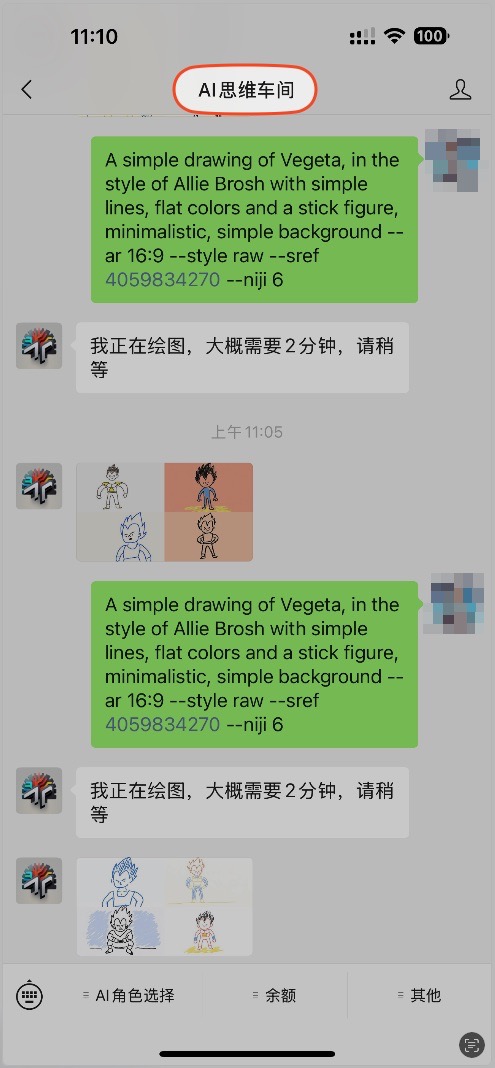 11:10
100
AI思维车间
A simple drawing of Vegeta, in the
style of Allie Brosh with simple
lines, flat colors and a stick figure,
minimalistic, simple background --
ar 16:9 --style raw --sref
4059834270 --niji 6
我正在绘图，大概需要2分钟，请稍
等
上午11:05
A simple drawing of Vegeta, in the
style of Allie Brosh with simple
lines, flat colors and a stick figure,
minimalistic, simple background --
ar 16:9 --style raw --sref
4059834270 --niji 6
我正在绘图，大概需要2分钟，请稍
等
AI角色选择
余额
其他